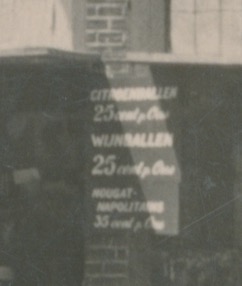 CITROENBALLEN
25 cent p. Ons
WIJNBALLEN
25 cent p. Ons
NOUGAT-
NAPOLITAINS
35 cent p. Ons